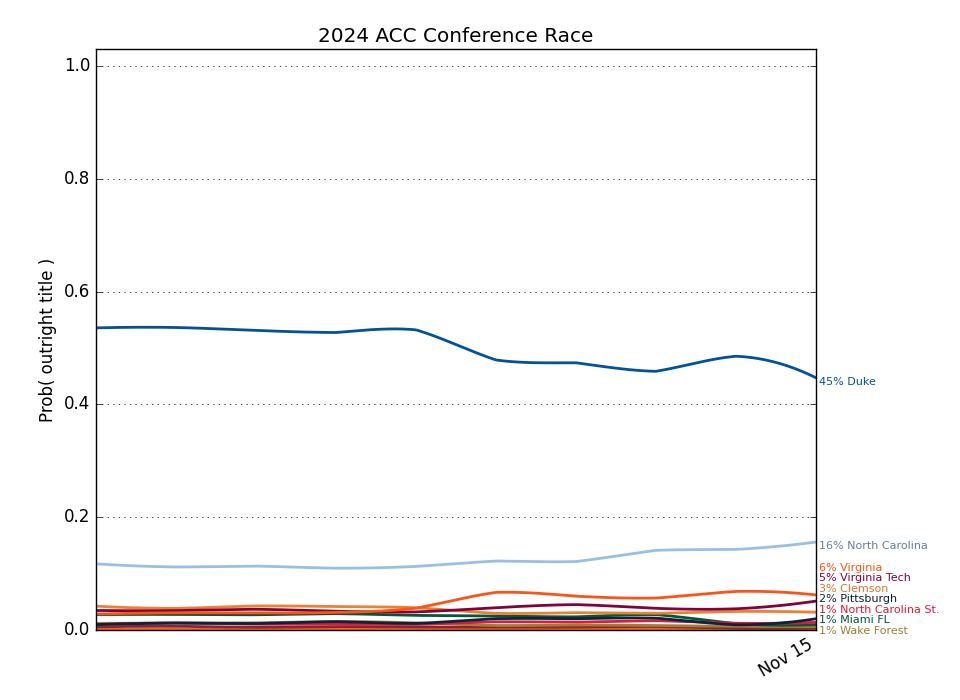 2024 ACC Conference Race
1.0
0.8
0.6
0.4
0.2
0.0
Prob( outright title )
45% Duke
16% North Carolina
6% Virginia
5% Virginia Tech
3% Clemson
2% Pittsburgh
1% North Carolina St.
1% Miami FL
1% Wake Forest
Nov 15